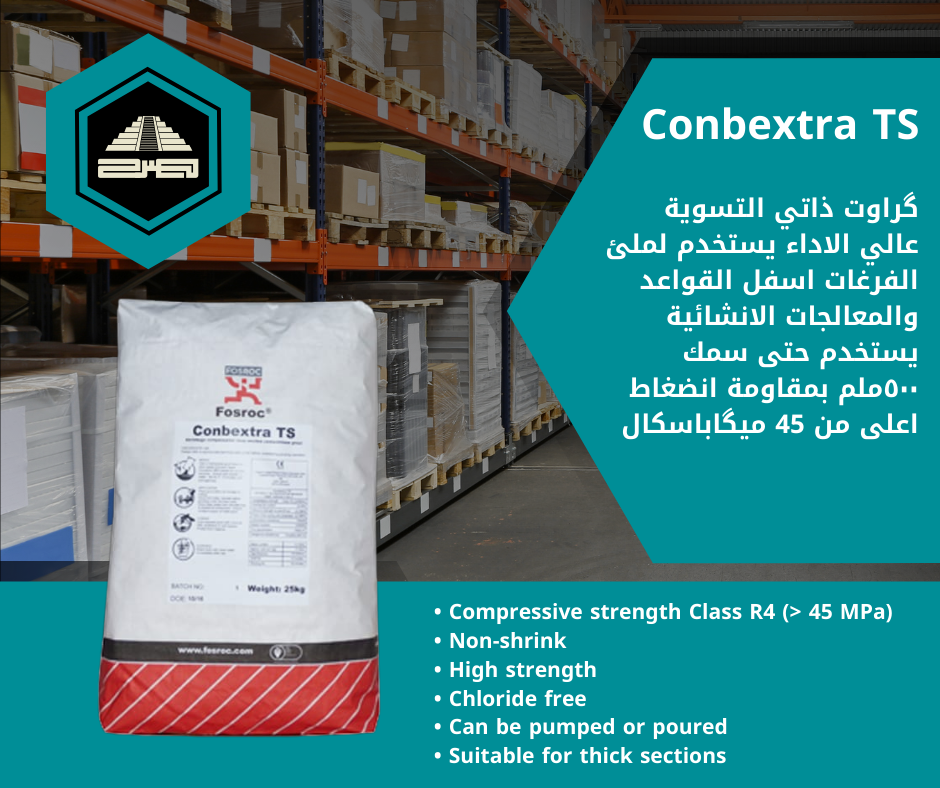 صرح
Conbextra TS
گراوت ذاتي التسوية
عالي الاداء يستخدم لملئ
الفرغات اسفل القواعد
والمعالجات الانشائية
يستخدم حتى سمك
٥٠٠ملم بمقاومة انضغاط
اعلى من 45 ميگاباسكال
FOSROC
Fosroc®
Conbextra TS
BATCH NO:
Weight: 25kg
www.fosroc.com
• Compressive strength Class R4 (> 45 MPa)
• Non-shrink
• High strength
• Chloride free
• Can be pumped or poured
• Suitable for thick sections